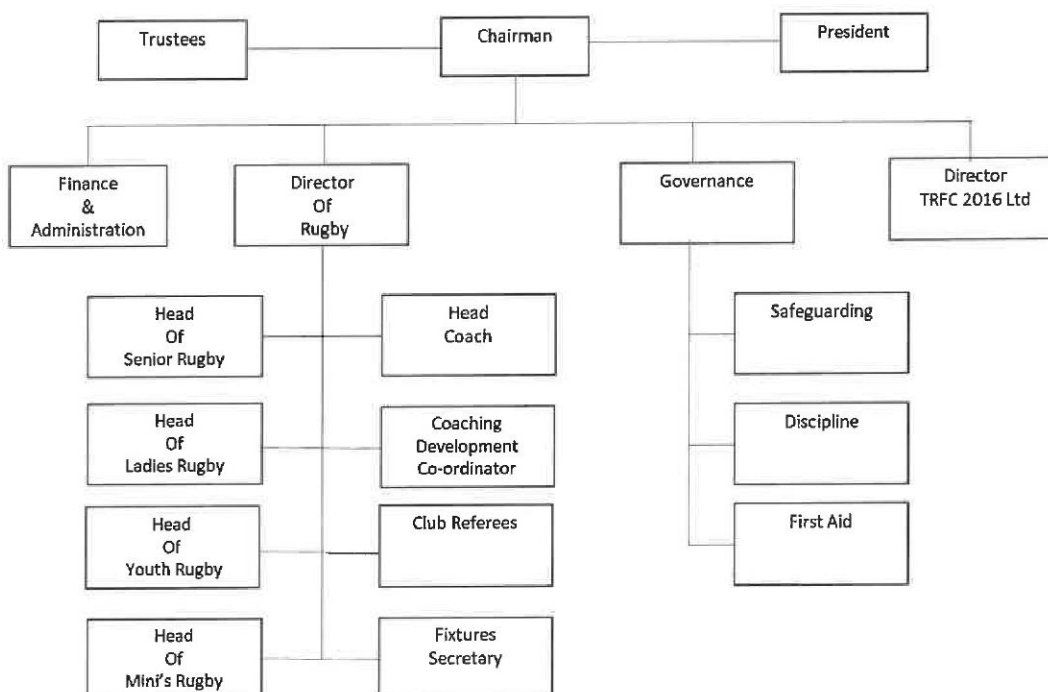 Trustees
Chairman
President
Finance
&
Administration
Director
Of
Rugby
Governance
Director
TRFC 2016 Ltd
Head
Of
Senior Rugby
Head
Coach
Safeguarding
Head
Of
Ladies Rugby
Coaching
Development
Co-ordinator
Discipline
Head
Of
Youth Rugby
Club Referees
First Aid
Head
Of
Mini's Rugby
Fixtures
Secretary